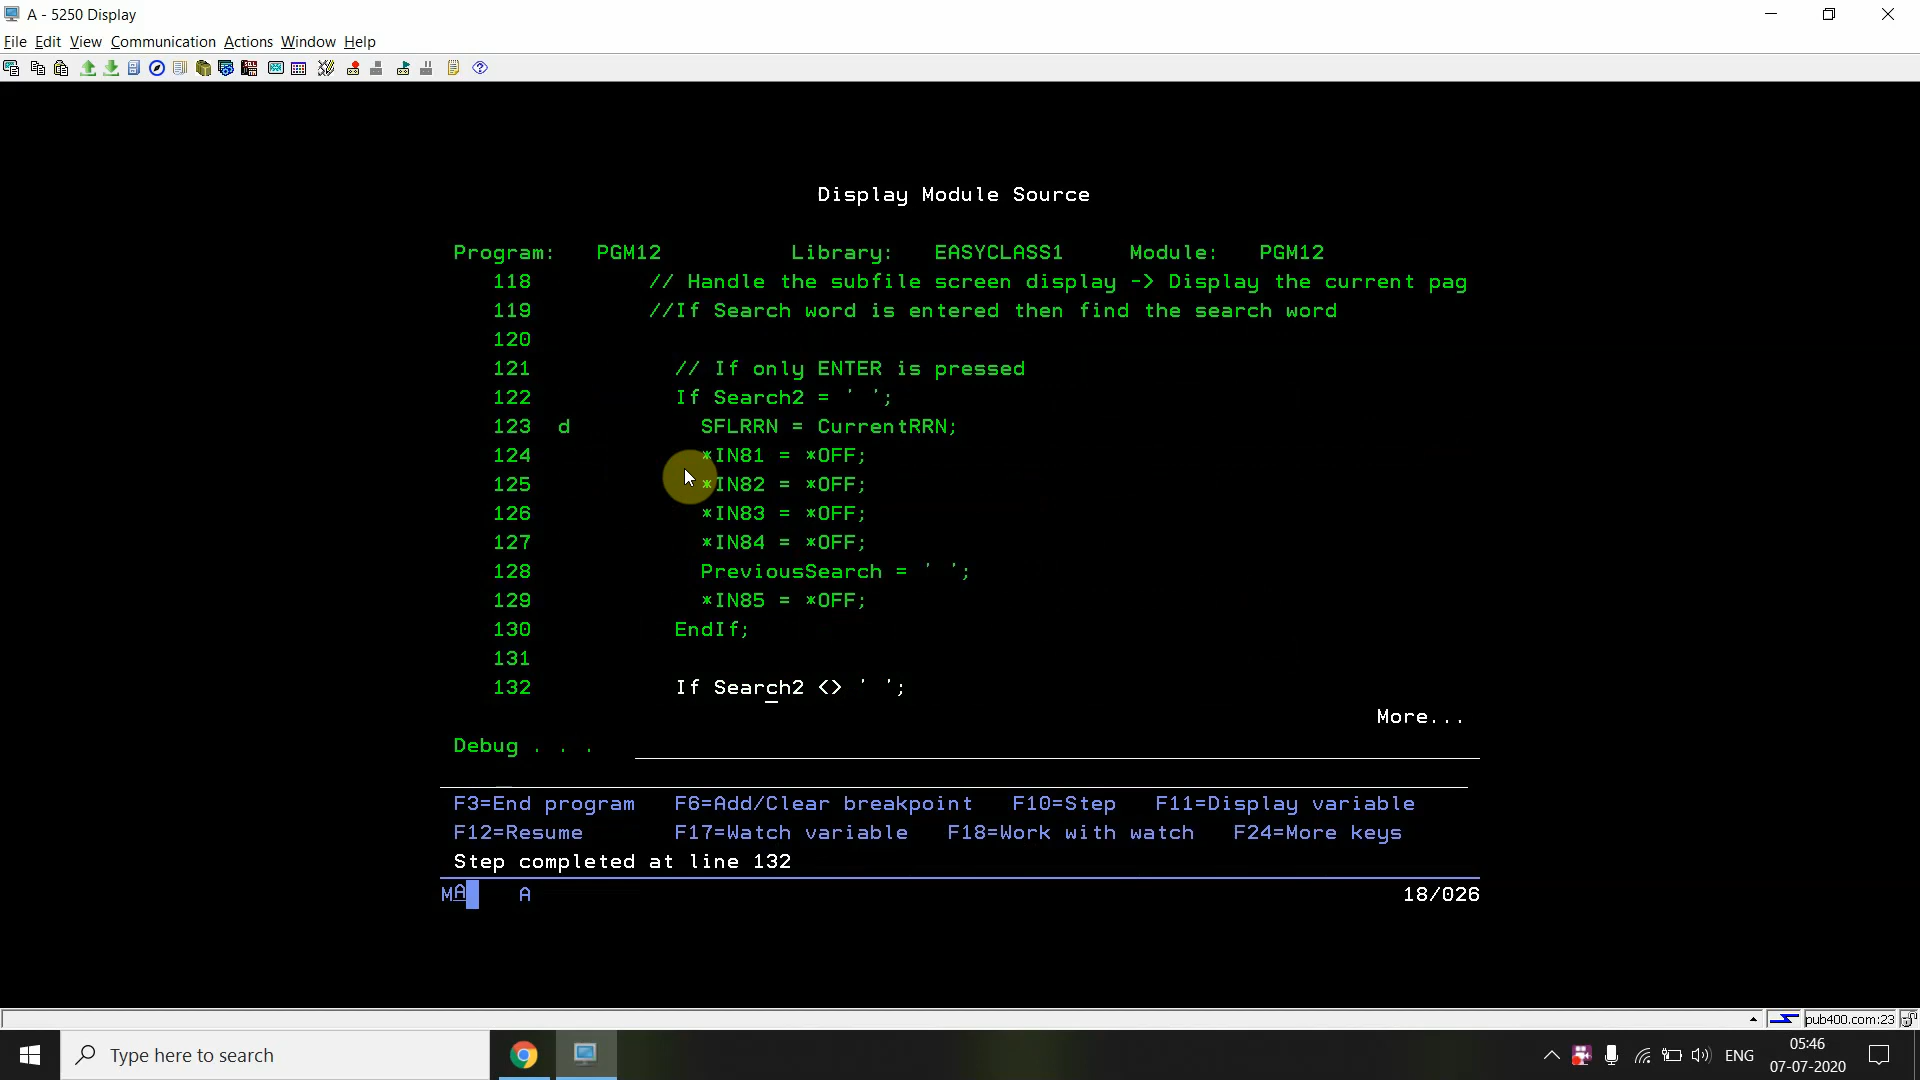 A - 5250 Display
File Edit View Communication Actions Window Help
Display Module Source
Program: PGM12 Library: EASYCLASS1 Module: PGM12
118 // Handle the subfile screen display -> Display the current pag
119 //If Search word is entered then find the search word
120
121 // If only ENTER is pressed
122 If Search2 = ' ';
123 d SFLRRN = CurrentRRN;
124 *IN81 = *OFF;
125 *IN82 = *OFF;
126 *IN83 = *OFF;
127 *IN84 = *OFF;
128 PreviousSearch = ' ';
129 *IN85 = *OFF;
130 EndIf;
131
132 If Search2 <> ' ';
More...
Debug . . .
F3=End program F6=Add/Clear breakpoint F10=Step F11=Display variable
F12=Resume F17=Watch variable F18=Work with watch F24=More keys
Step completed at line 132
MA A 18/026
pub400.com:23
Type here to search
ENG
05:46
07-07-2020